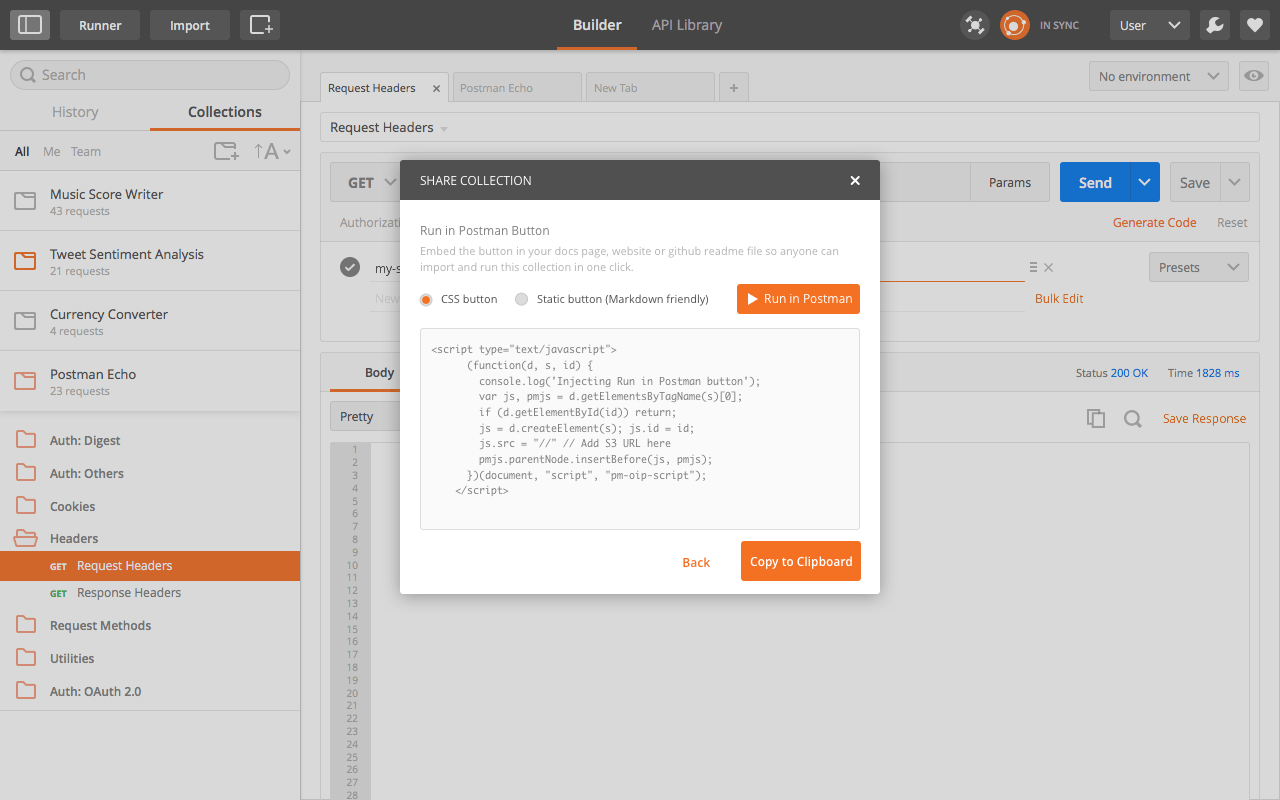 Runner
Import
Builder
API Library
IN SYNC
User
Search
History
Collections
All
Me
Team
A
Music Score Writer
43 requests
Tweet Sentiment Analysis
21 requests
Currency Converter
4 requests
Postman Echo
23 requests
Auth: Digest
Auth: Others
Cookies
Headers
GET Request Headers
GET Response Headers
Request Methods
Utilities
Auth: OAuth 2.0
Request Headers
Postman Echo
New Tab
+
No environment
Request Headers
GET
Params
Send
Save
Generate Code
Reset
Presets
New
Bulk Edit
Body
Status 200 OK
Time 1828 ms
Pretty
Save Response
1
2
3
4
5
6
7
8
9
10
11
12
13
14
15
16
17
18
19
20
21
22
23
24
25
26
27
28
SHARE COLLECTION
Run in Postman Button
Embed the button in your docs page, website or github readme file so anyone can
import and run this collection in one click.
CSS button
Static button (Markdown friendly)
Run in Postman
<script type="text/javascript">
(function(d, s, id) {
console.log('Injecting Run in Postman button');
var js, pmjs = d.getElementsByTagName(s)[0];
if (d.getElementById(id)) return;
js = d.createElement(s); js.id = id;
js.src = "//" // Add S3 URL here
pmjs.parentNode.insertBefore(js, pmjs);
})(document, "script", "pm-oip-script");
</script>
Back
Copy to Clipboard